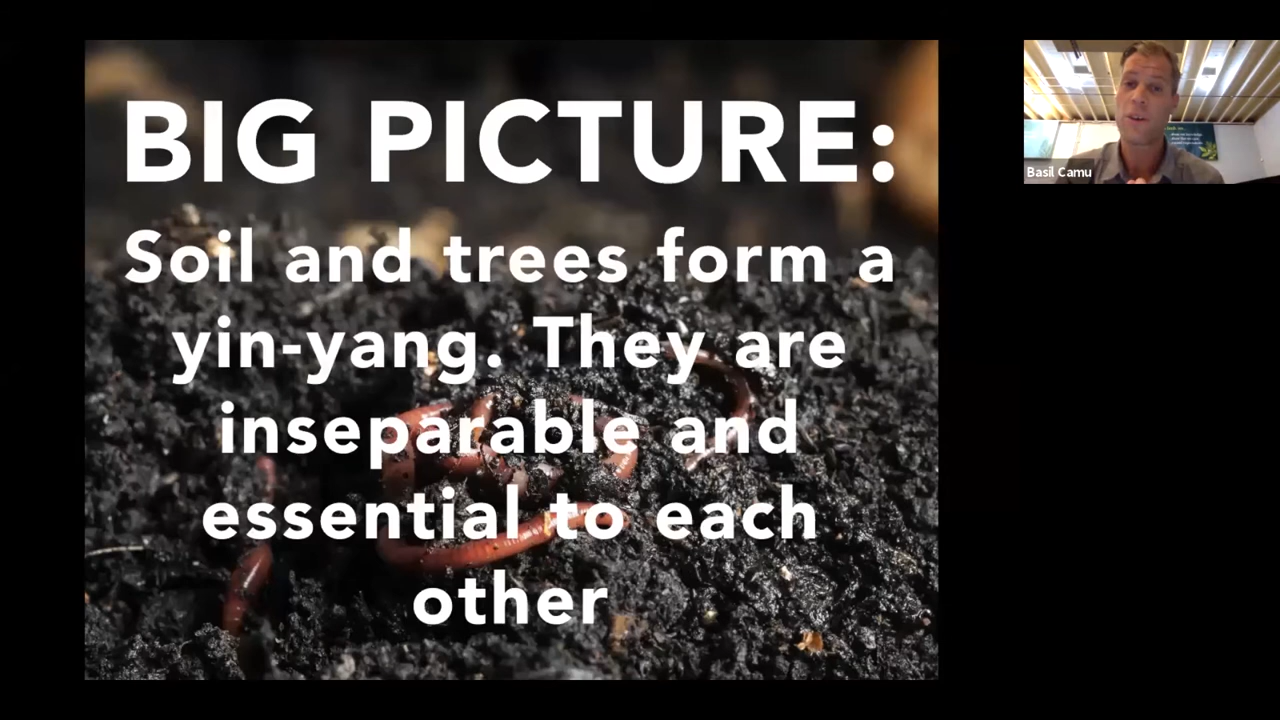 BIG PICTURE:
Soil and trees form a
yin-yang. They are
inseparable and
essential to each
other
Basil Camu